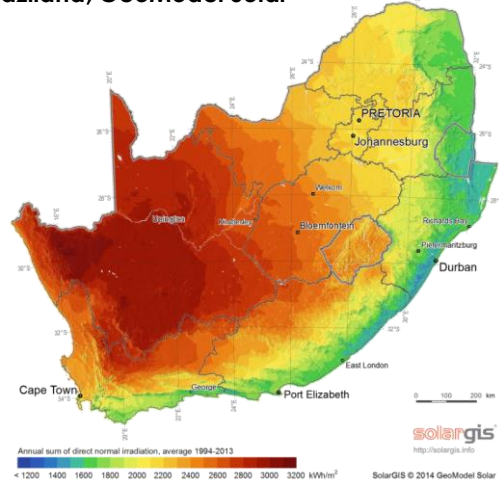 GeoModel Solar
PRETORIA
Johannesburg
Welkom
Upington
Kimberley
Bloemfontein
Richards Bay
Pietermaritzburg
Durban
East London
Cape Town
George
Port Elizabeth
0 100 200 km
solargis
http://solargis.info
Annual sum of direct normal irradiation, average 1994-2013
< 1200 1400 1600 1800 2000 2200 2400 2600 2800 3000 3200 kWh/m²
SolarGIS © 2014 GeoModel Solar